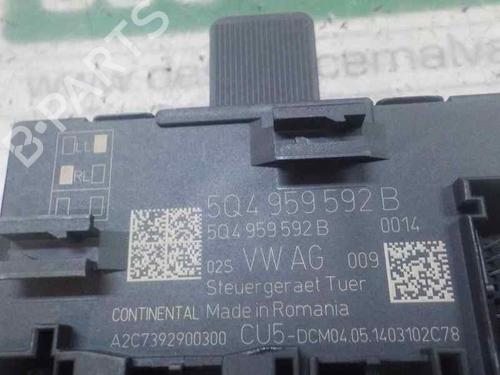 LL
RL
5Q4 959 592 B
5Q4 959 592 B 0014
02S VW AG 009
Steuergeraet Tuer
CONTINENTAL Made in Romania
A2C7392900300 CU5-DCM04.05.1403102C78
B-PARTS